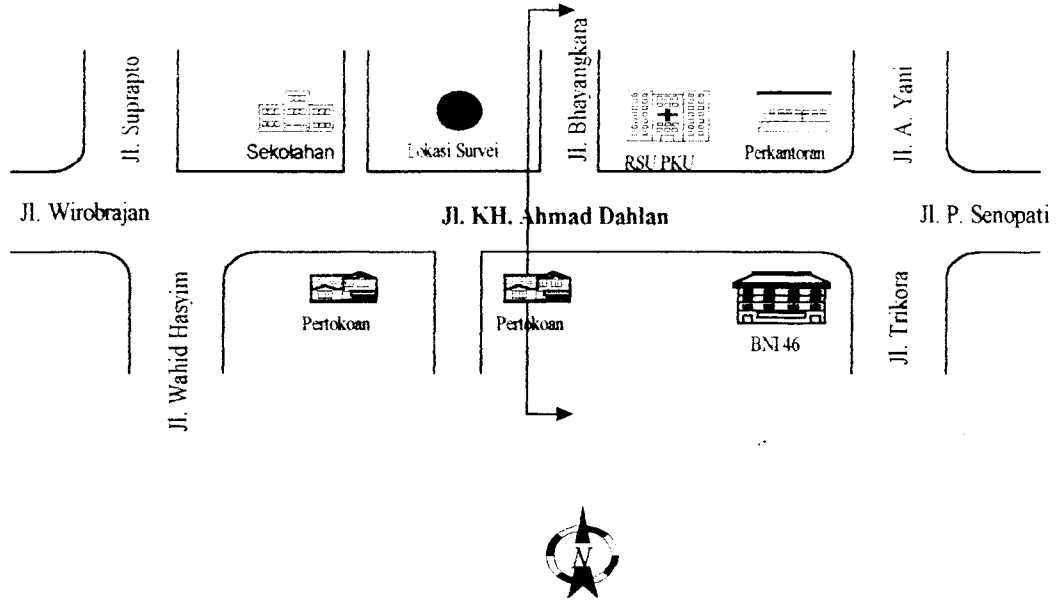 Jl. Suprapto
Jl. Bhayangkara
Jl. A. Yani
Sekolahan
Lokasi Survei
RSU PKU
Perkantoran
Jl. Wirobrajan
Jl. KH. Ahmad Dahlan
Jl. P. Senopati
Jl. Wahid Hasyim
Pertokoan
Pertokoan
BNI 46
Jl. Trikora
N